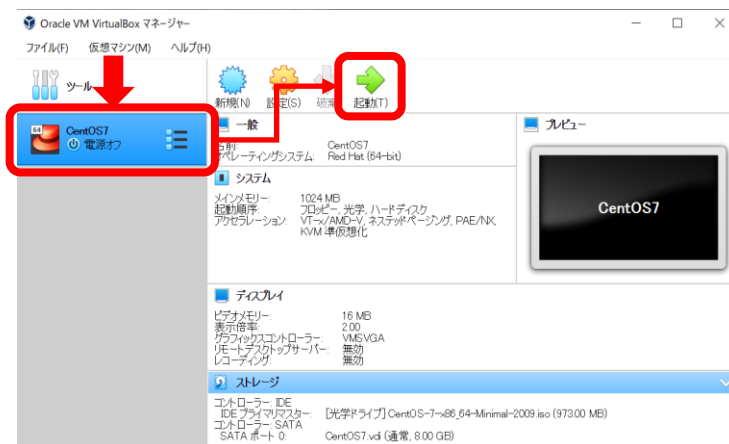 Oracle VM VirtualBox マネージャー
ファイル(F) 仮想マシン(M) ヘルプ(H)
ツール
新規(N) 設定(S) 破棄 起動(T)
64
CentOS7
電源オフ
一般
名前: CentOS7
オペレーティングシステム: Red Hat (64-bit)
システム
メインメモリー: 1024 MB
起動順序: フロッピー, 光学, ハードディスク
アクセラレーション: VT-x/AMD-V, ネステッドページング, PAE/NX,
KVM 準仮想化
プレビュー
CentOS7
ディスプレイ
ビデオメモリー: 16 MB
表示倍率: 2.00
グラフィックスコントローラー: VMSVGA
リモートデスクトップサーバー: 無効
レコーディング: 無効
ストレージ
コントローラー: IDE
IDE プライマリマスター: [光学ドライブ] CentOS-7-x86_64-Minimal-2009.iso (973.00 MB)
コントローラー: SATA
SATA ポート 0: CentOS7.vdi (通常, 8.00 GB)